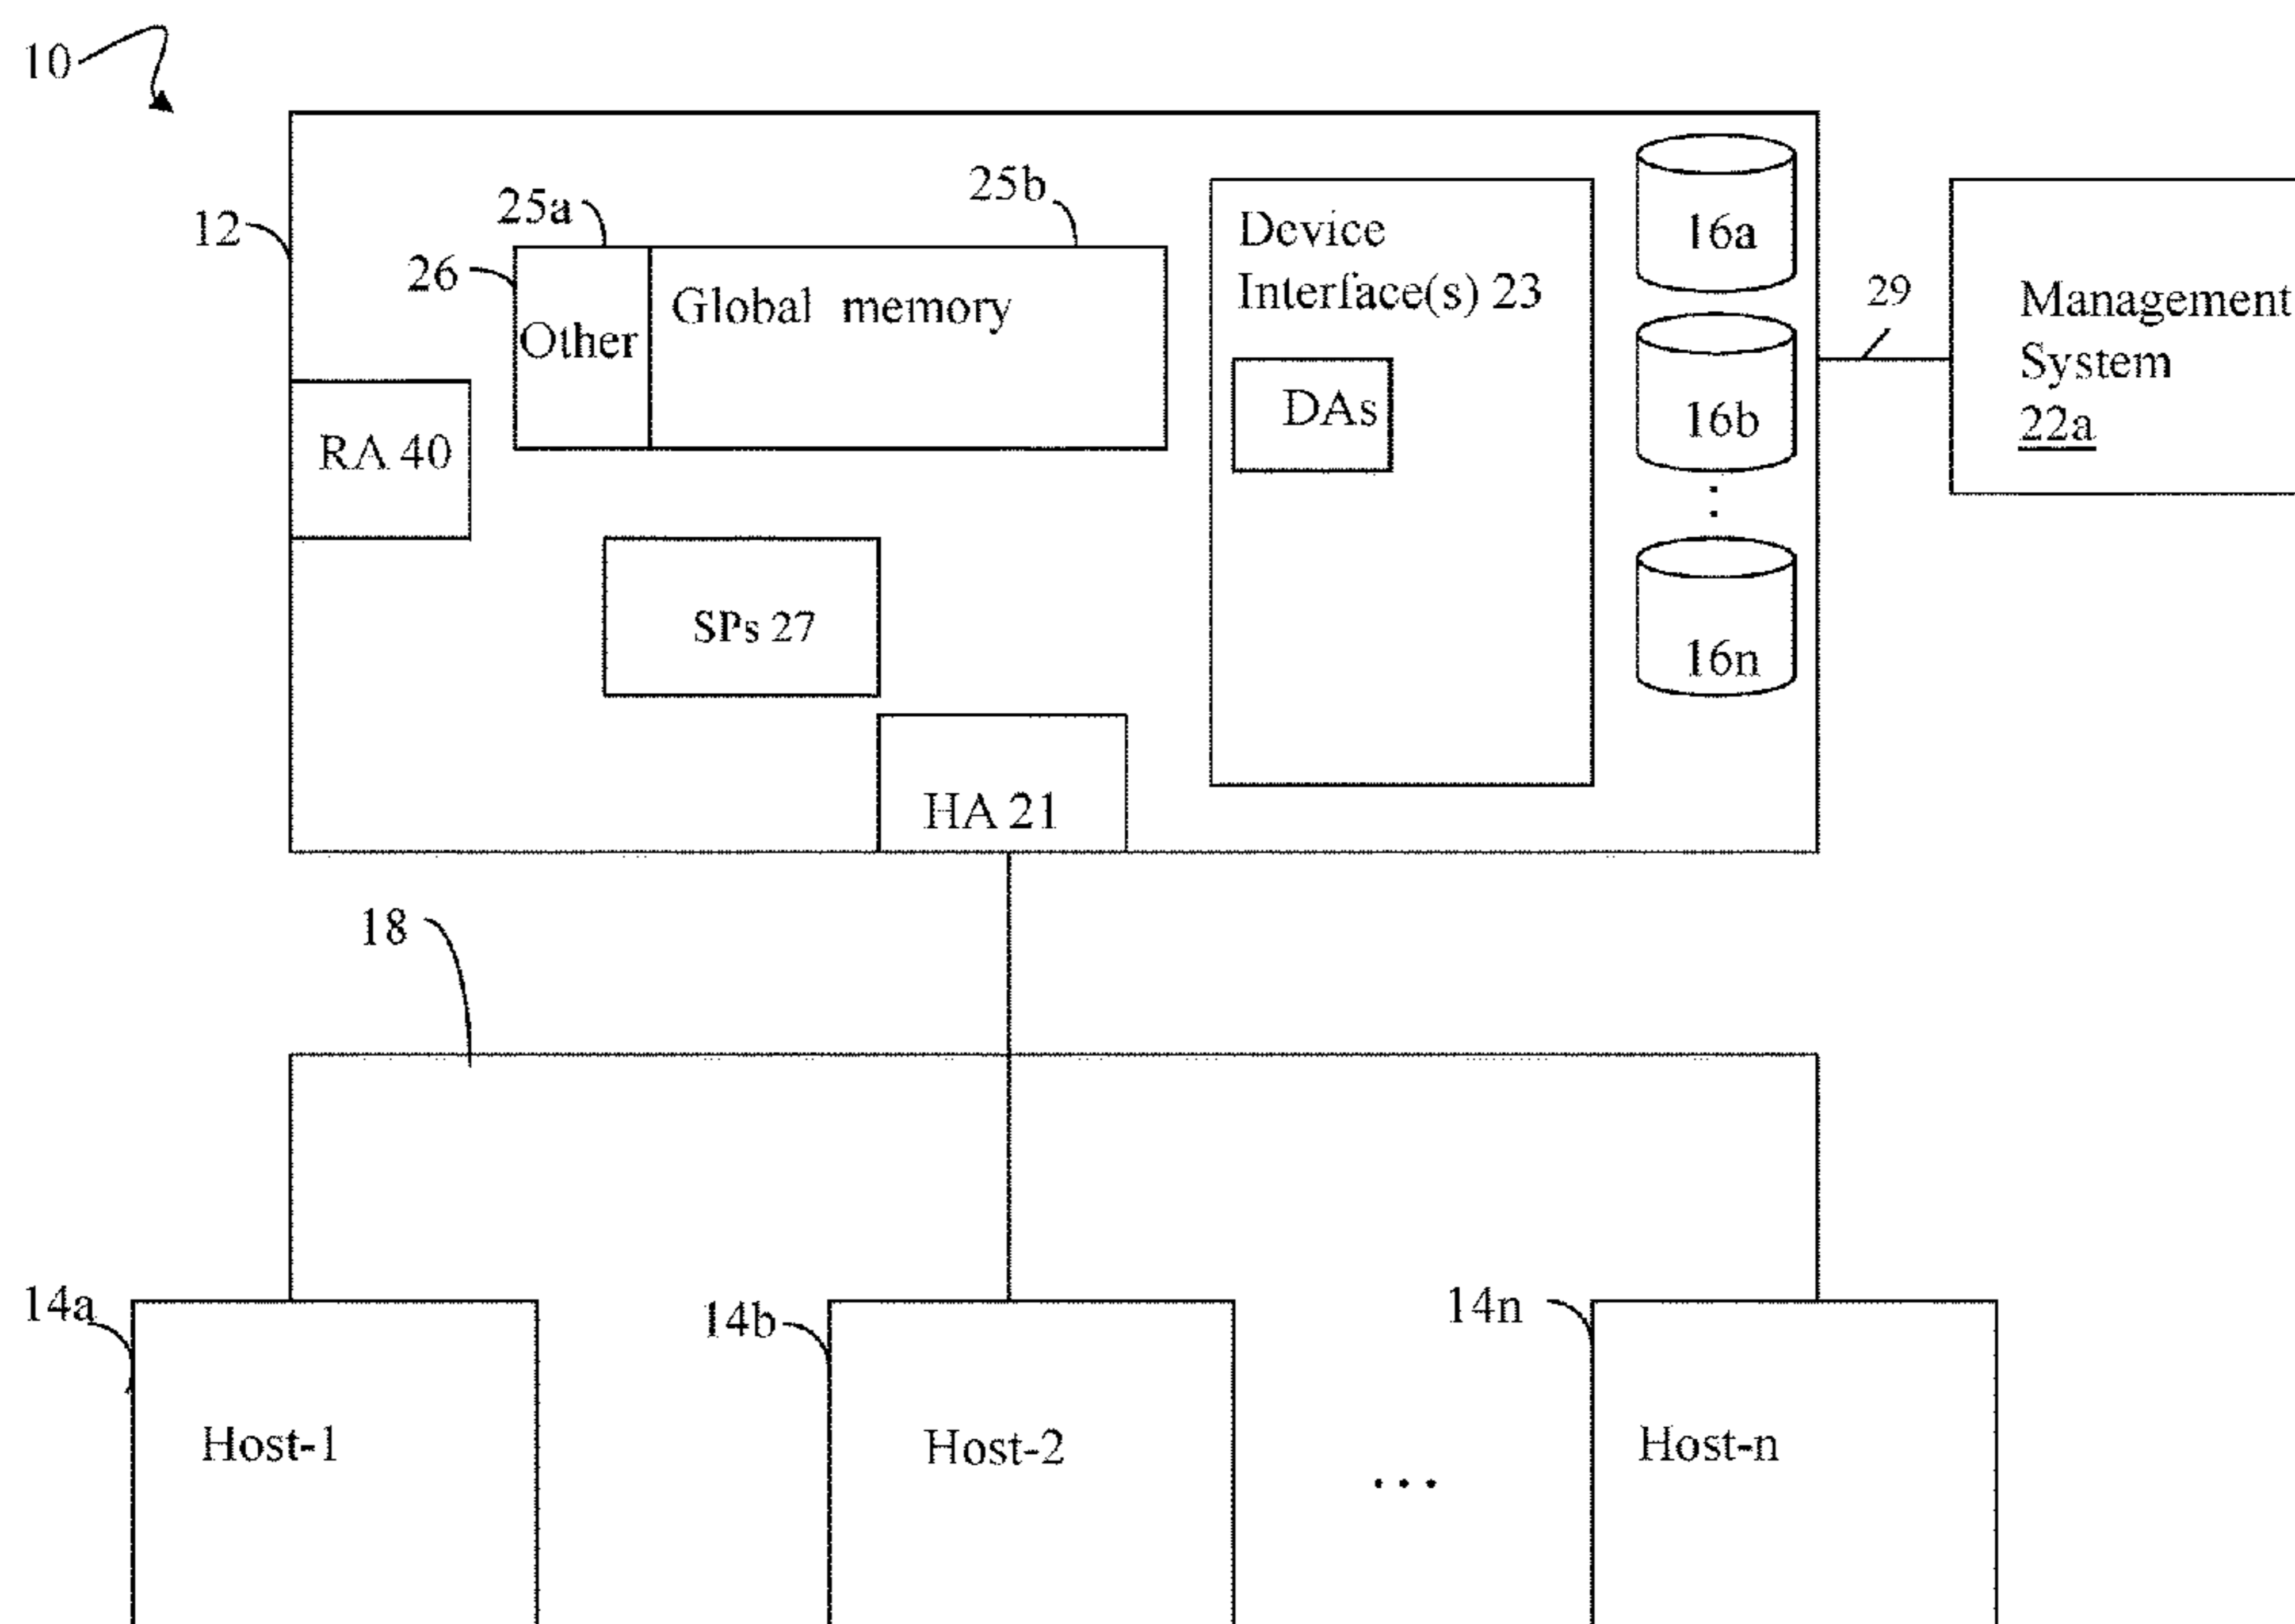 10
12
25a
25b
26
Other
Global memory
Device
Interface(s) 23
DAs
16a
16b
16n
29
Management
System
22a
RA 40
SPs 27
HA 21
18
14a
Host-1
14b
Host-2
...
14n
Host-n